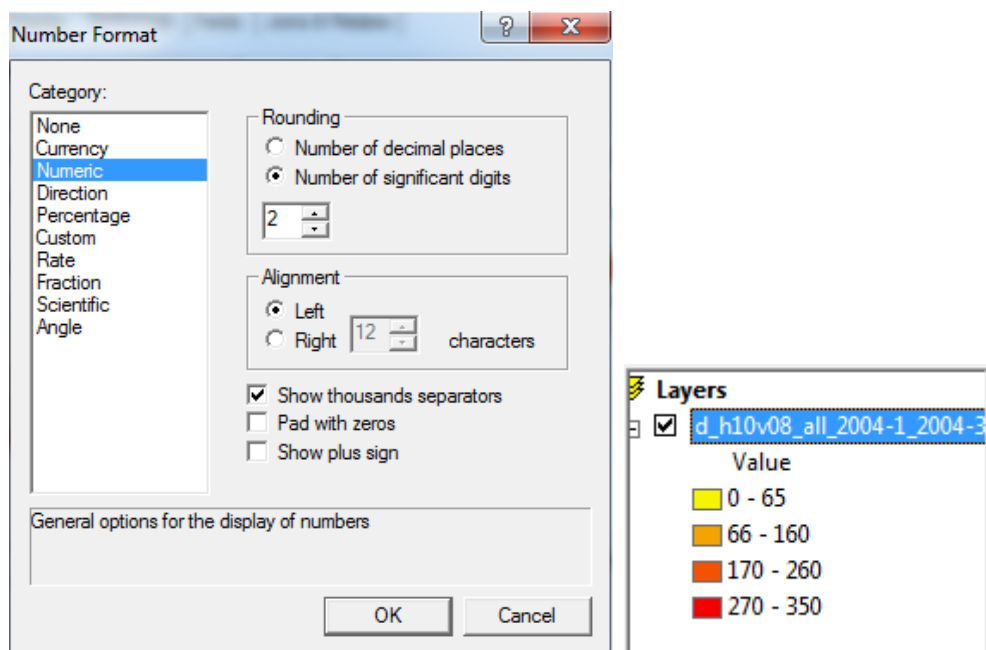 Number Format
?
X
Category:
None
Currency
Numeric
Direction
Percentage
Custom
Rate
Fraction
Scientific
Angle
Rounding
Number of decimal places
Number of significant digits
2
Alignment
Left
Right 12 characters
Show thousands separators
Pad with zeros
Show plus sign
General options for the display of numbers
OK Cancel
Layers
d_h10v08_all_2004-1_2004-3
Value
0 - 65
66 - 160
170 - 260
270 - 350